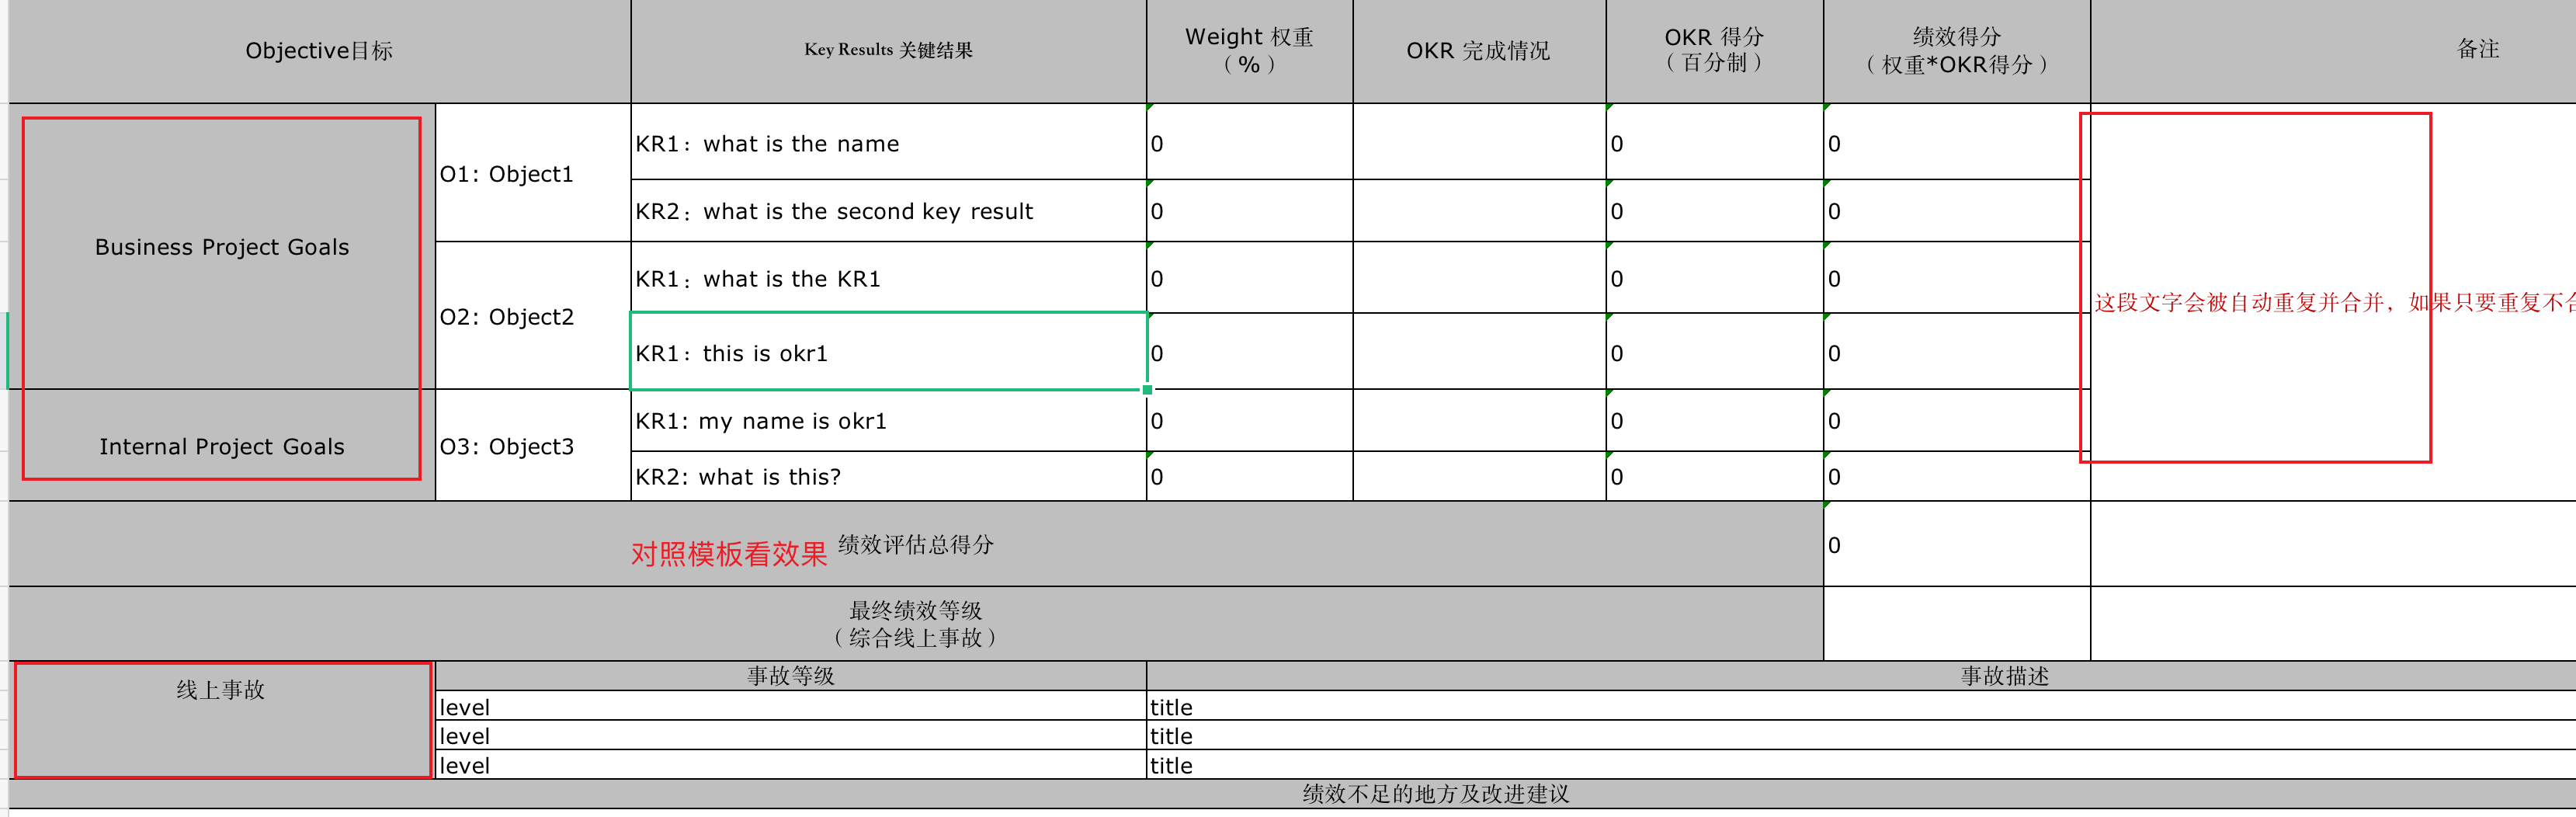 Objective目标
Key Results 关键结果
Weight 权重
（%）
OKR 完成情况
OKR 得分
（百分制）
绩效得分
（权重*OKR得分）
备注
Business Project Goals
O1: Object1
KR1：what is the name
0
0
0
KR2：what is the second key result
0
0
0
O2: Object2
KR1：what is the KR1
0
0
0
这段文字会被自动重复并合并，如果只要重复不合
KR1：this is okr1
0
0
0
Internal Project Goals
O3: Object3
KR1: my name is okr1
0
0
0
KR2: what is this?
0
0
0
对照模板看效果
绩效评估总得分
0
最终绩效等级
（综合线上事故）
线上事故
事故等级
事故描述
level
title
level
title
level
title
绩效不足的地方及改进建议